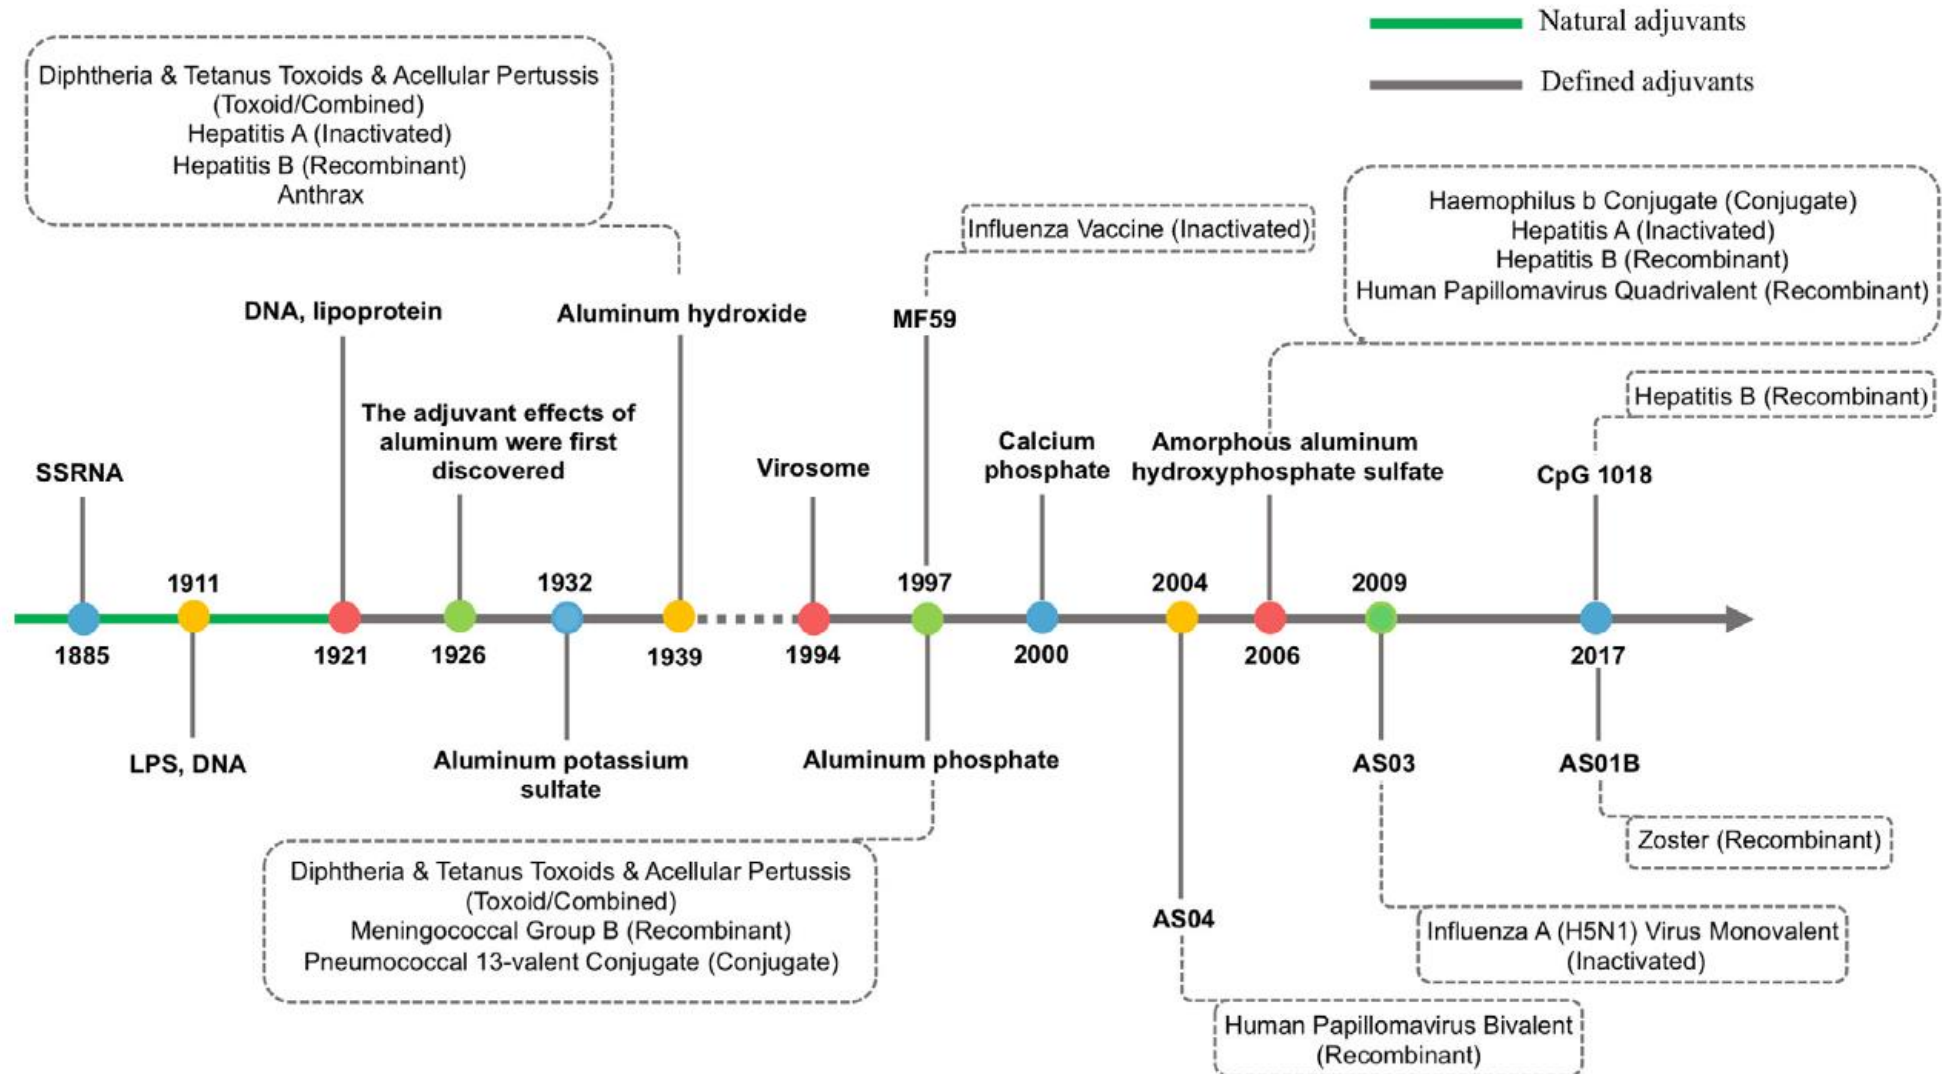 Natural adjuvants
Defined adjuvants
Diphtheria & Tetanus Toxoids & Acellular Pertussis
(Toxoid/Combined)
Hepatitis A (Inactivated)
Hepatitis B (Recombinant)
Anthrax
Influenza Vaccine (Inactivated)
Haemophilus b Conjugate (Conjugate)
Hepatitis A (Inactivated)
Hepatitis B (Recombinant)
Human Papillomavirus Quadrivalent (Recombinant)
Hepatitis B (Recombinant)
SSRNA
DNA, lipoprotein
The adjuvant effects of
aluminum were first
discovered
Aluminum hydroxide
Virosome
MF59
Calcium
phosphate
Amorphous aluminum
hydroxyphosphate sulfate
CpG 1018
1885
1911
1921
1926
1932
1939
1994
1997
2000
2004
2006
2009
2017
LPS, DNA
Aluminum potassium
sulfate
Aluminum phosphate
AS04
AS03
AS01B
Diphtheria & Tetanus Toxoids & Acellular Pertussis
(Toxoid/Combined)
Meningococcal Group B (Recombinant)
Pneumococcal 13-valent Conjugate (Conjugate)
Zoster (Recombinant)
Influenza A (H5N1) Virus Monovalent
(Inactivated)
Human Papillomavirus Bivalent
(Recombinant)